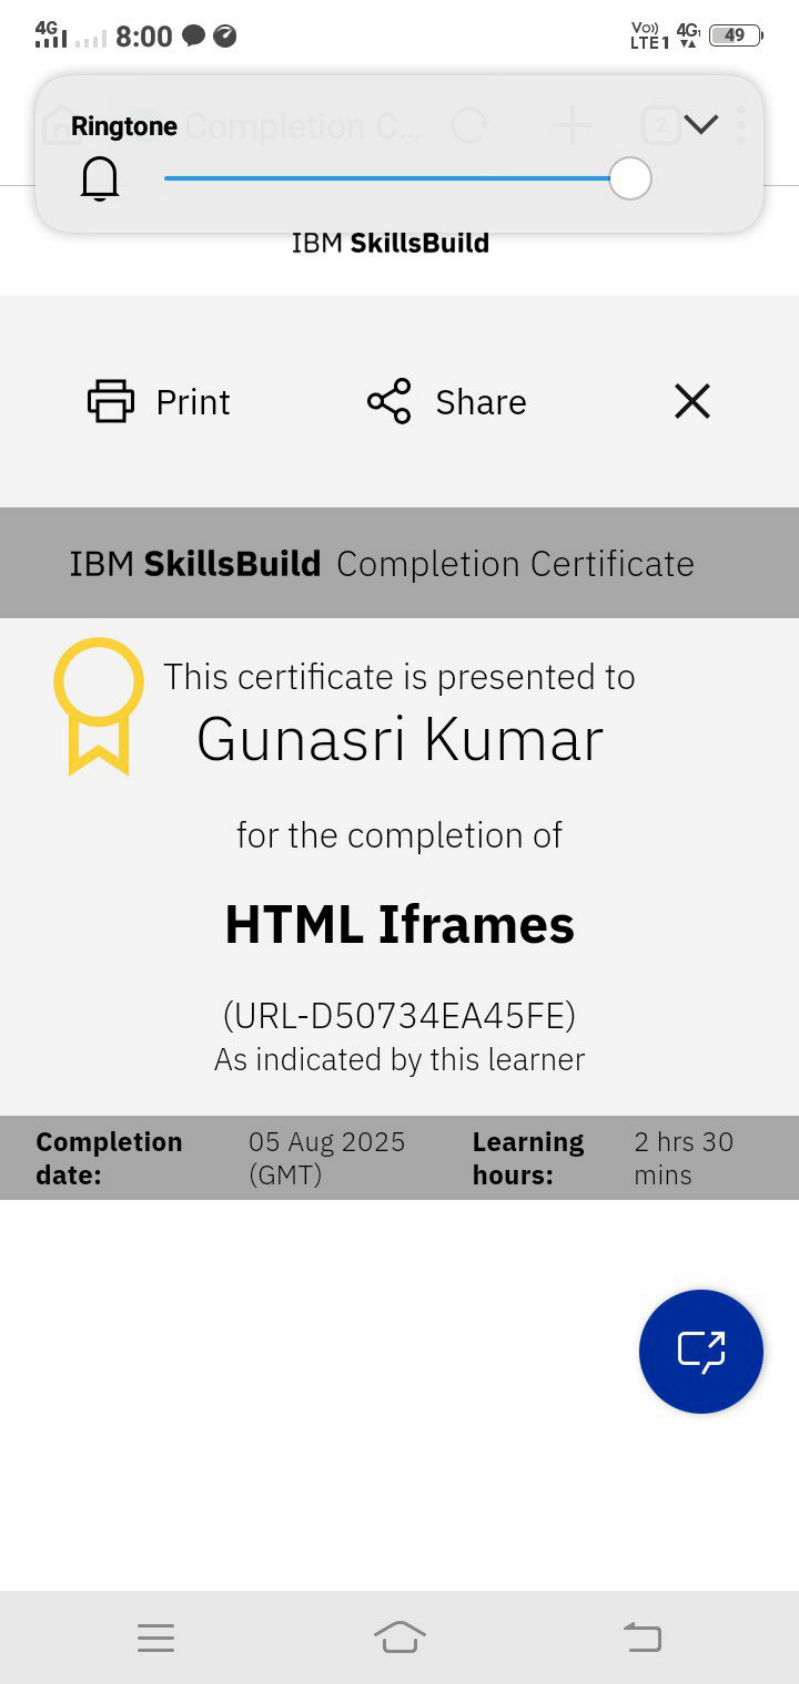 4G 8:00 Vo)) LTE1 4G 49
Ringtone
Completion C... 2
IBM SkillsBuild
Print Share
IBM SkillsBuild Completion Certificate
This certificate is presented to
Gunasri Kumar
for the completion of
HTML Iframes
(URL-D50734EA45FE)
As indicated by this learner
Completion date: 05 Aug 2025 (GMT) Learning hours: 2 hrs 30 mins